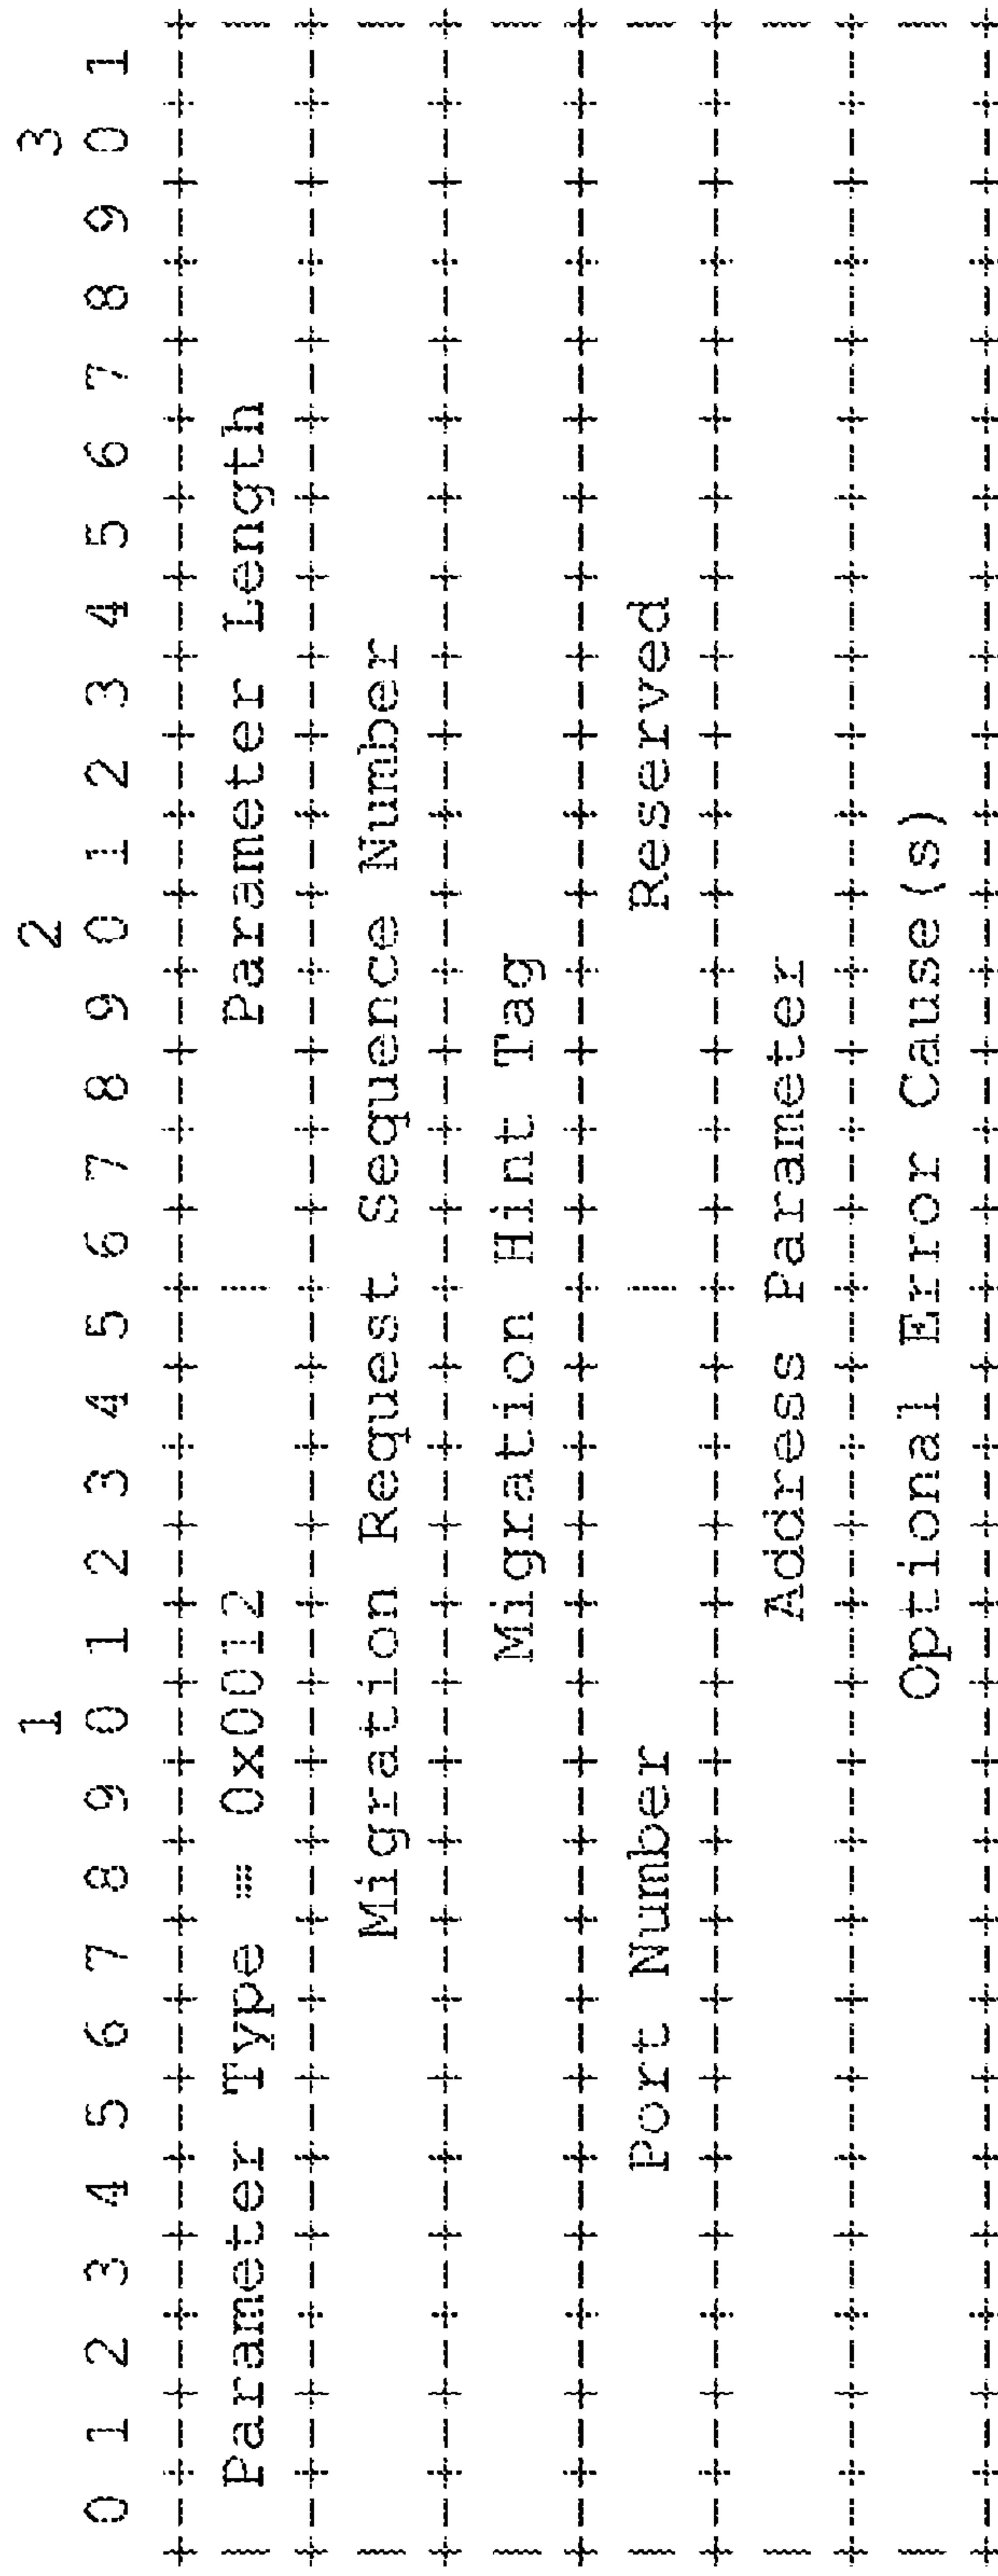 1 2 3
0 1 2 3 4 5 6 7 8 9 0 1 2 3 4 5 6 7 8 9 0 1 2 3 4 5 6 7 8 9 0 1
+-+-+-+-+-+-+-+-+-+-+-+-+-+-+-+-+-+-+-+-+-+-+-+-+-+-+-+-+-+-+-+-+
| Parameter Type = 0x0012 | Parameter Length |
+-+-+-+-+-+-+-+-+-+-+-+-+-+-+-+-+-+-+-+-+-+-+-+-+-+-+-+-+-+-+-+-+
| Migration Request Sequence Number |
+-+-+-+-+-+-+-+-+-+-+-+-+-+-+-+-+-+-+-+-+-+-+-+-+-+-+-+-+-+-+-+-+
| Migration Hint Tag |
+-+-+-+-+-+-+-+-+-+-+-+-+-+-+-+-+-+-+-+-+-+-+-+-+-+-+-+-+-+-+-+-+
| Port Number | Reserved |
+-+-+-+-+-+-+-+-+-+-+-+-+-+-+-+-+-+-+-+-+-+-+-+-+-+-+-+-+-+-+-+-+
| Address Parameter |
+-+-+-+-+-+-+-+-+-+-+-+-+-+-+-+-+-+-+-+-+-+-+-+-+-+-+-+-+-+-+-+-+
| Optional Error Cause(s) |
+-+-+-+-+-+-+-+-+-+-+-+-+-+-+-+-+-+-+-+-+-+-+-+-+-+-+-+-+-+-+-+-+